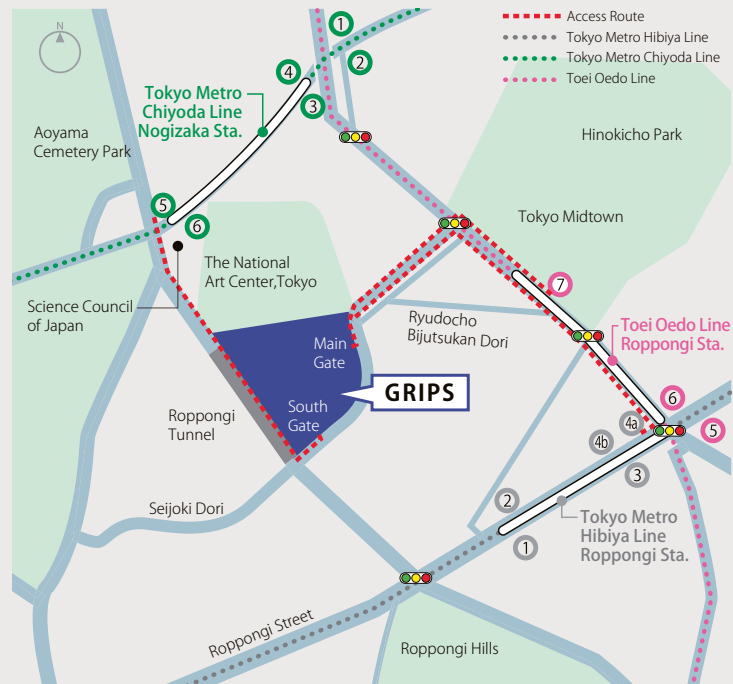 N
Access Route
Tokyo Metro Hibiya Line
Tokyo Metro Chiyoda Line
Toei Oedo Line
1
2
4
3
Tokyo Metro
Chiyoda Line
Nogizaka Sta.
Aoyama
Cemetery Park
Hinokicho Park
5
6
Tokyo Midtown
The National
Art Center,Tokyo
Science Council
of Japan
7
Ryudocho
Bijutsukan Dori
Toei Oedo Line
Roppongi Sta.
Main
Gate
GRIPS
South
Gate
Roppongi
Tunnel
6
4a
5
4b
3
2
1
Seijoki Dori
Tokyo Metro
Hibiya Line
Roppongi Sta.
Roppongi Street
Roppongi Hills